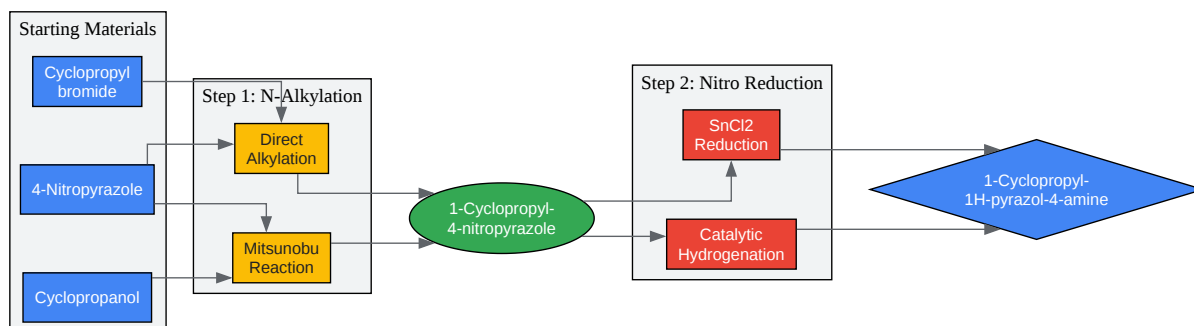 Starting Materials
Cyclopropyl
bromide
4-Nitropyrazole
Cyclopropanol
Step 1: N-Alkylation
Direct
Alkylation
Mitsunobu
Reaction
1-Cyclopropyl-
4-nitropyrazole
Step 2: Nitro Reduction
SnCl2
Reduction
Catalytic
Hydrogenation
1-Cyclopropyl-
1H-pyrazol-4-amine